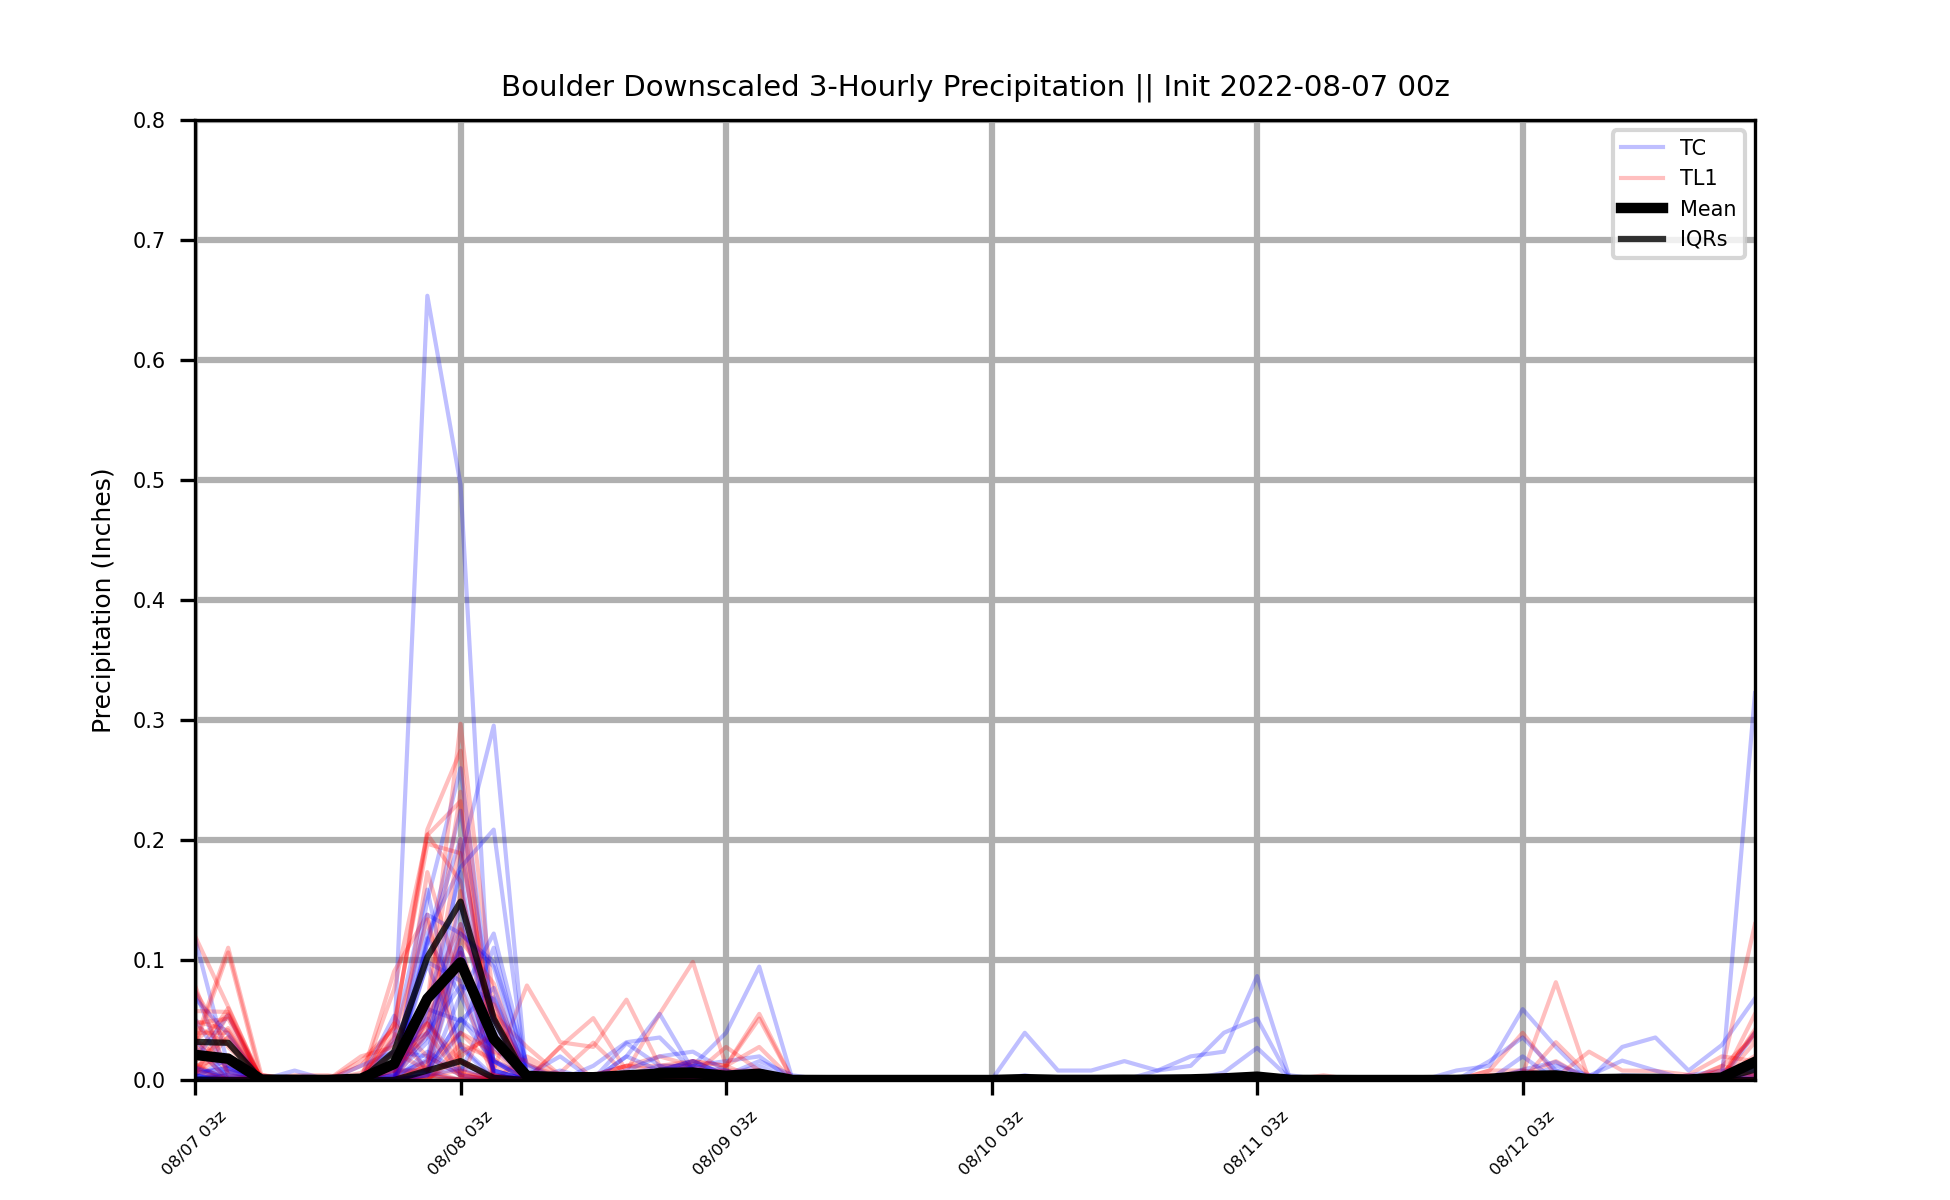 Boulder Downscaled 3-Hourly Precipitation || Init 2022-08-07 00z
0.8
0.7
0.6
0.5
0.4
0.3
0.2
0.1
0.0
Precipitation (Inches)
TC
TL1
Mean
IQRs
08/07 03z
08/08 03z
08/09 03z
08/10 03z
08/11 03z
08/12 03z